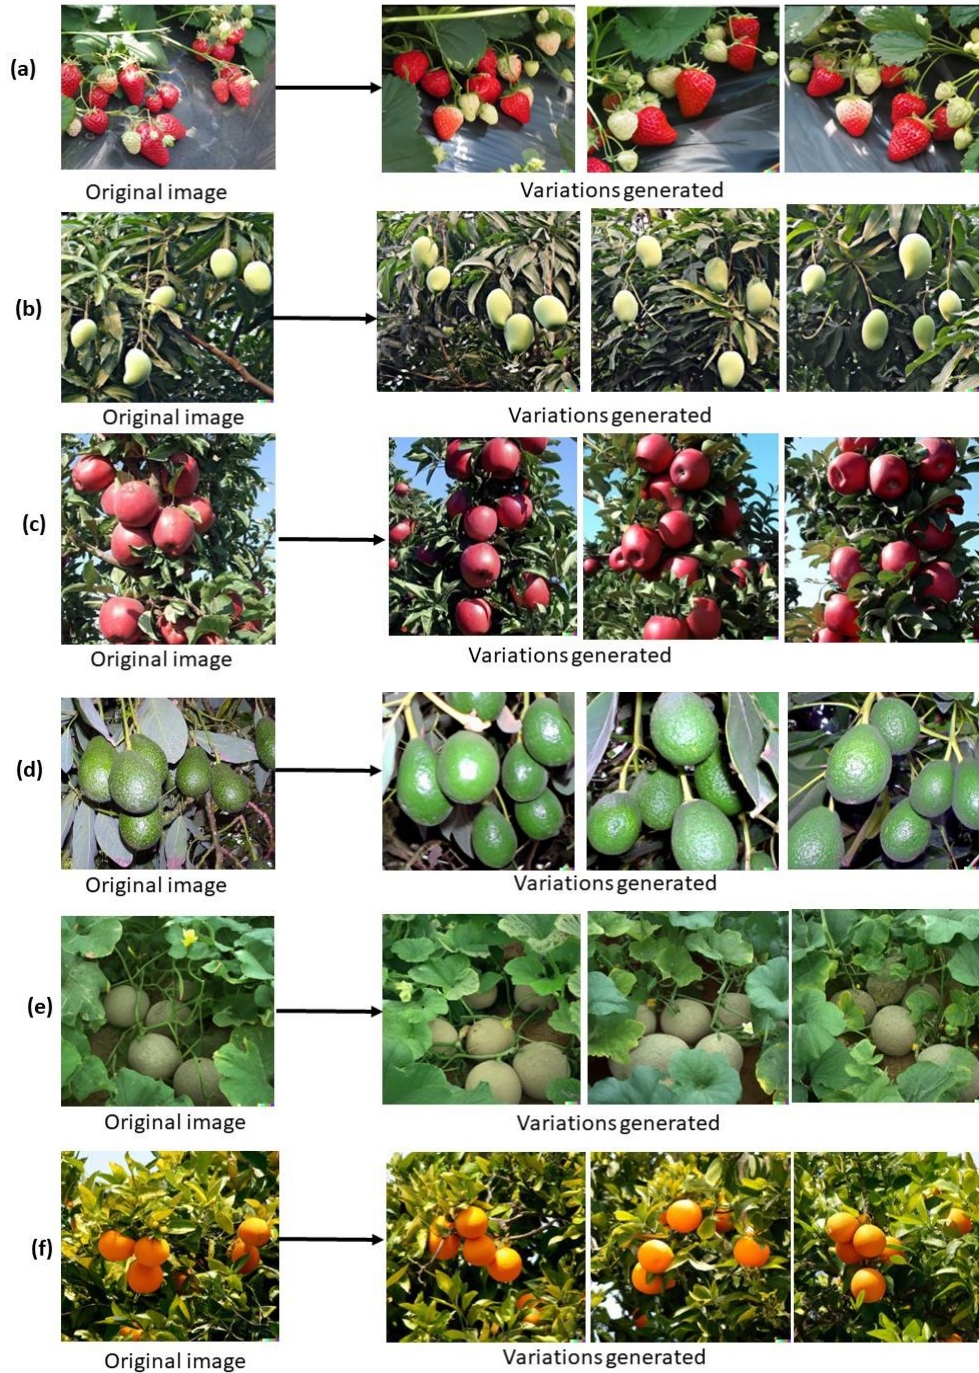 (a)
Original image
Variations generated
(b)
Original image
Variations generated
(c)
Original image
Variations generated
(d)
Original image
Variations generated
(e)
Original image
Variations generated
(f)
Original image
Variations generated